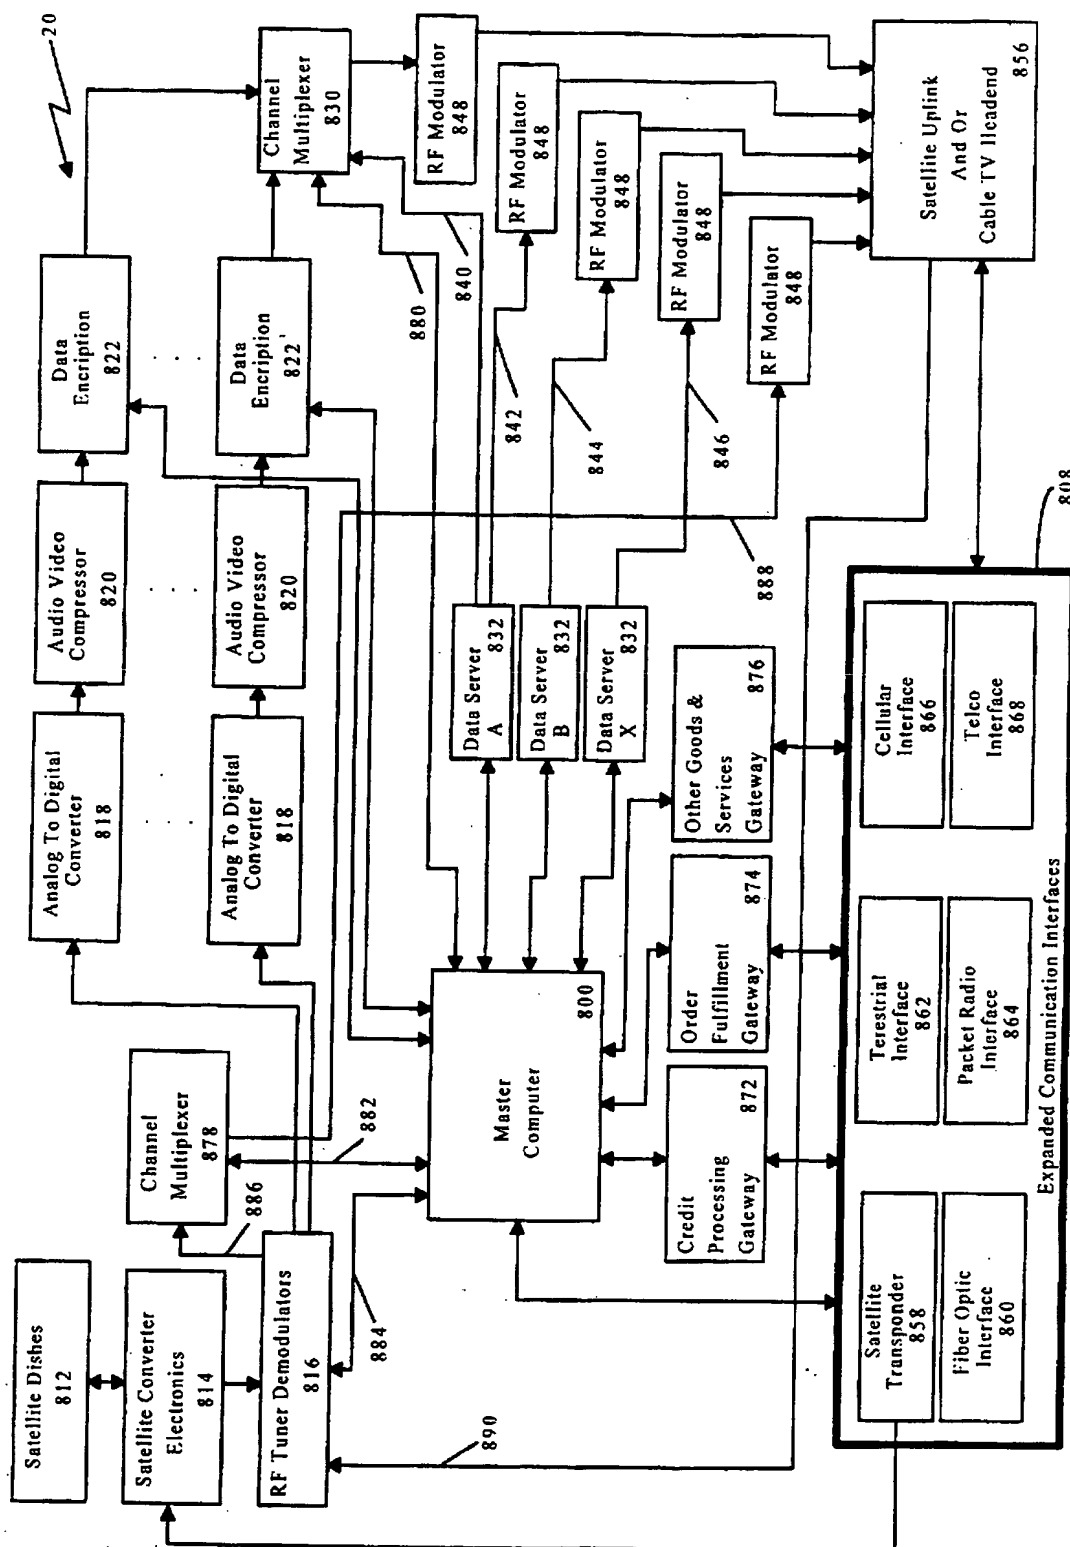 20
Satellite Dishes
812
Satellite Converter
Electronics
814
RF Tuner Demodulators
816
886
884
890
Channel
Multiplexer
878
882
Analog To Digital
Converter
818
Audio Video
Compressor
820
Data
Encription
822
. . . .
. . . .
. . . .
Analog To Digital
Converter
818
Audio Video
Compressor
820
Data
Encription
822'
Channel
Multiplexer
830
880
840
842
844
846
888
RF Modulator
848
RF Modulator
848
RF Modulator
848
RF Modulator
848
RF Modulator
848
Master
Computer
800
Data Server
A 832
Data Server
B 832
Data Server
X 832
Credit
Processing
Gateway 872
Order
Fulfillment
Gateway 874
Other Goods &
Services
Gateway 876
Satellite Uplink
And Or
Cable TV Headend
856
808
Satellite
Transponder
858
Fiber Optic
Interface
860
Terestrial
Interface
862
Packet Radio
Interface
864
Cellular
Interface
866
Telco
Interface
868
Expanded Communication Interfaces